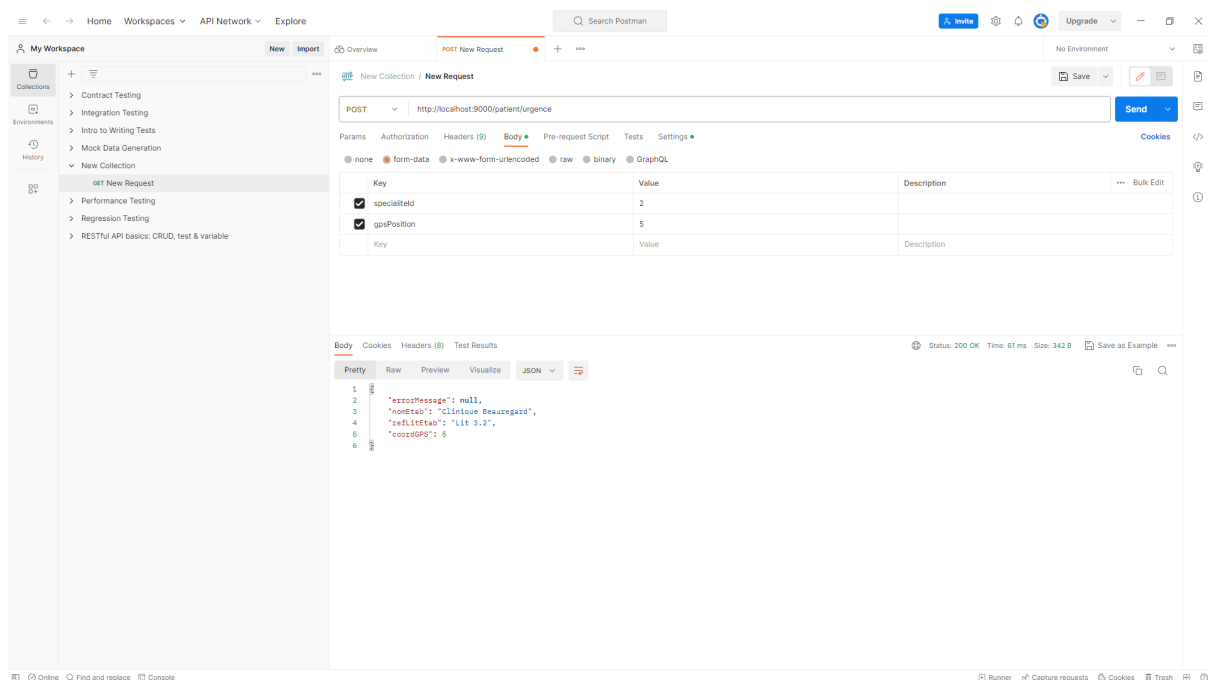 Home Workspaces API Network Explore Search Postman Invite Upgrade
My Workspace New Import Overview POST New Request No Environment
Collections
Environments
History
Contract Testing
Integration Testing
Intro to Writing Tests
Mock Data Generation
New Collection
GET New Request
Performance Testing
Regression Testing
RESTful API basics: CRUD, test & variable
New Collection / New Request Save
POST http://localhost:9000/patient/urgence Send
Params Authorization Headers (9) Body Pre-request Script Tests Settings Cookies
none form-data x-www-form-urlencoded raw binary GraphQL
Key Value Description Bulk Edit
specialiteId 2
gpsPosition 5
Key Value Description
Body Cookies Headers (8) Test Results Status: 200 OK Time: 61 ms Size: 342 B Save as Example
Pretty Raw Preview Visualize JSON
1 {
2 "errorMessage": null,
3 "nomEtab": "Clinique Beauregard",
4 "refLitEtab": "Lit 3.2",
5 "coordGPS": 5
6 }
Online Find and replace Console Runner Capture requests Cookies Trash